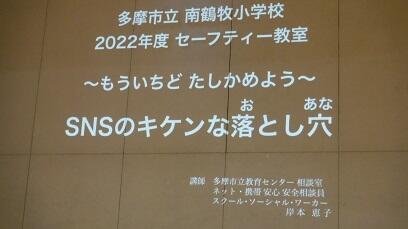 多摩市立 南鶴牧小学校
2022年度 セーフティー教室
～もういちど たしかめよう～
SNSのキケンな落とし穴
お あな
講師 多摩市立教育センター 相談室
ネット・携帯 安心 安全相談員
スクール・ソーシャル・ワーカー
岸本 恵子